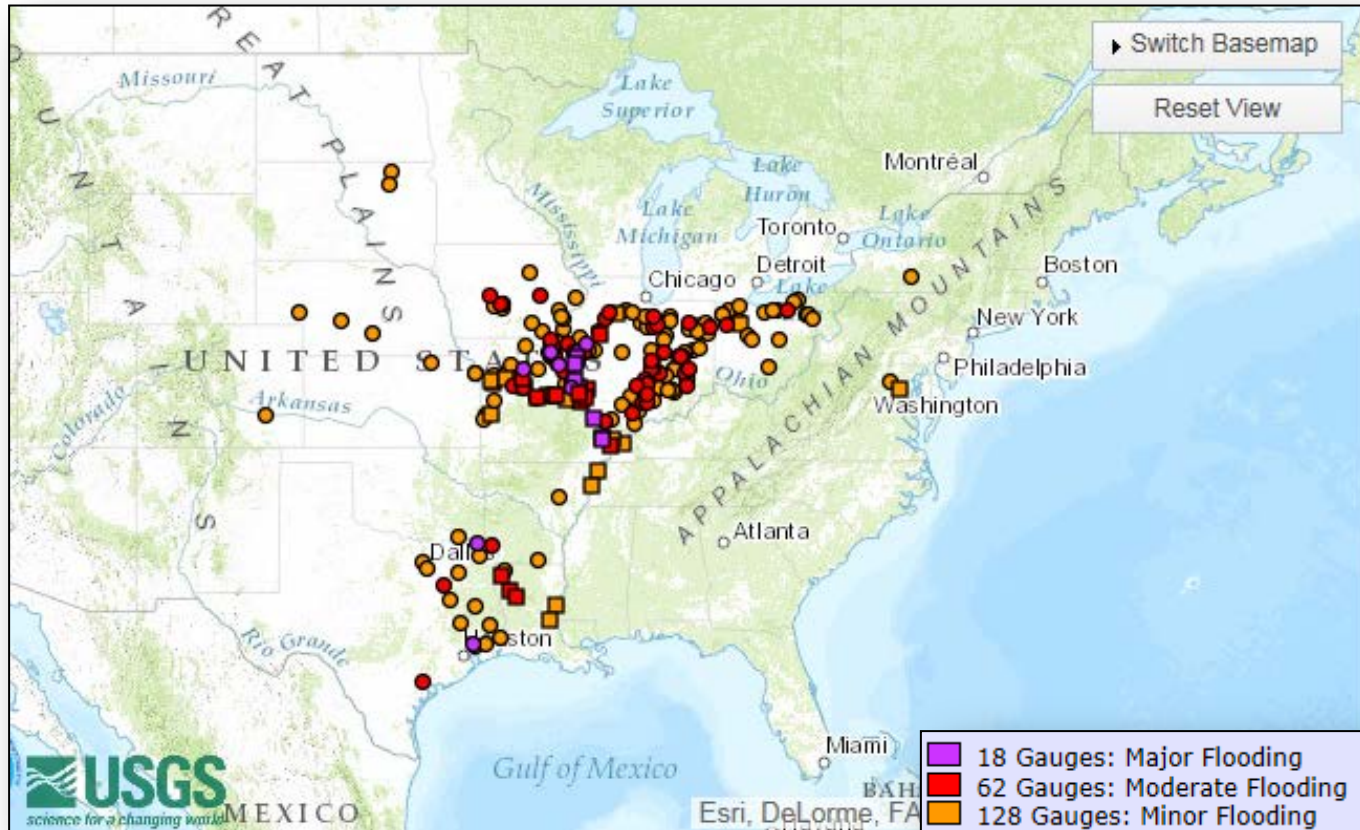 Switch Basemap
Reset View
GREAT PLAINS
MOUNTAINS
Missouri
Lake
Superior
Mississippi
Lake
Huron
Montréal
Lake
Michigan
Toronto
Lake
Ontario
Chicago
Detroit
Lake
Boston
New York
UNITED STATES
Ohio
Philadelphia
Washington
Colorado
Arkansas
APPALACHIAN MOUNTAINS
Atlanta
Dallas
Rio Grande
Houston
Miami
Gulf of Mexico
USGS
science for a changing world
MEXICO
Esri, DeLorme, FA
18 Gauges: Major Flooding
62 Gauges: Moderate Flooding
128 Gauges: Minor Flooding